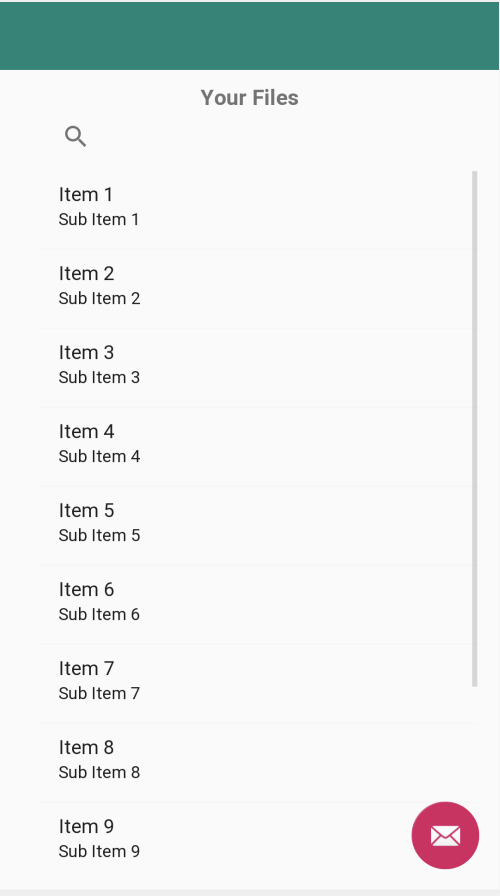 Your Files
Item 1
Sub Item 1
Item 2
Sub Item 2
Item 3
Sub Item 3
Item 4
Sub Item 4
Item 5
Sub Item 5
Item 6
Sub Item 6
Item 7
Sub Item 7
Item 8
Sub Item 8
Item 9
Sub Item 9